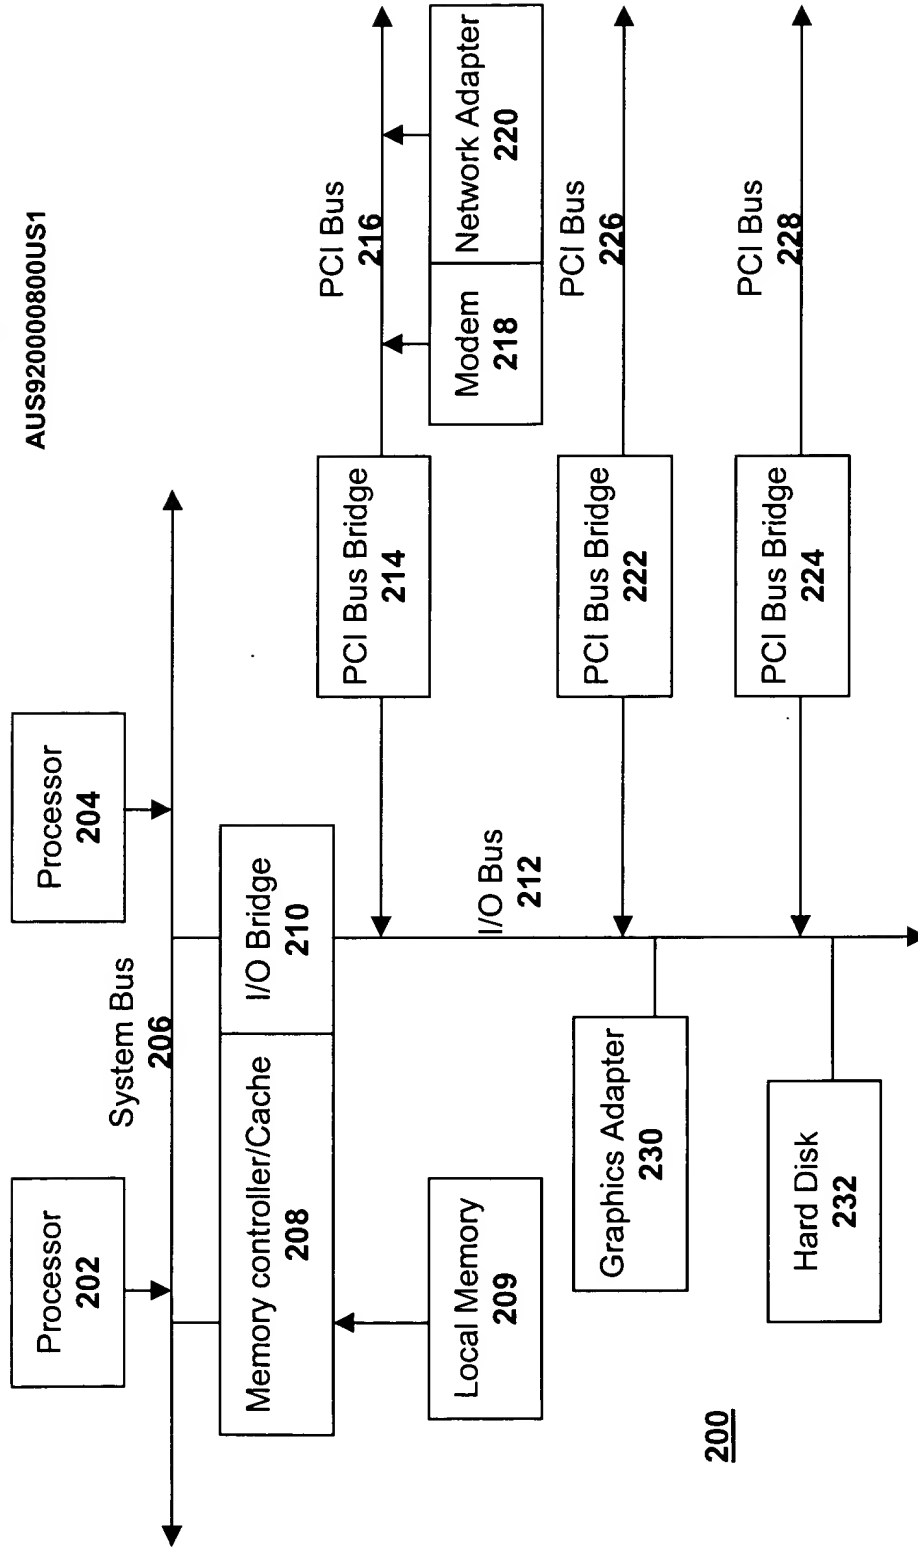 AUS920000800US1
Processor
202
Processor
204
System Bus
206
Memory controller/Cache
208
I/O Bridge
210
Local Memory
209
PCI Bus Bridge
214
PCI Bus
216
Modem
218
Network Adapter
220
I/O Bus
212
Graphics Adapter
230
PCI Bus Bridge
222
PCI Bus
226
Hard Disk
232
PCI Bus Bridge
224
PCI Bus
228
200